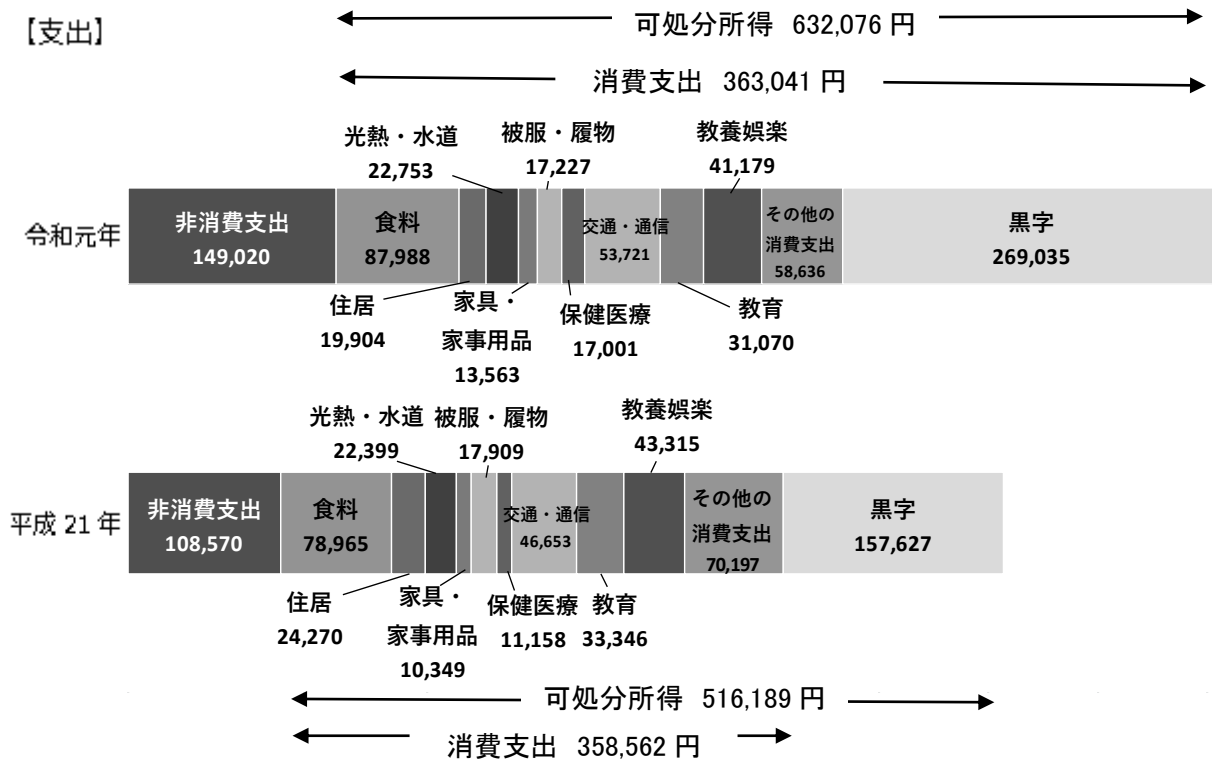 【支出】
可処分所得 632,076 円
消費支出 363,041 円
光熱・水道
22,753
被服・履物
17,227
教養娯楽
41,179
令和元年
非消費支出
149,020
食料
87,988
交通・通信
53,721
その他の
消費支出
58,636
黒字
269,035
住居
19,904
家具・
家事用品
13,563
保健医療
17,001
教育
31,070
光熱・水道
22,399
被服・履物
17,909
教養娯楽
43,315
平成 21 年
非消費支出
108,570
食料
78,965
交通・通信
46,653
その他の
消費支出
70,197
黒字
157,627
住居
24,270
家具・
家事用品
10,349
保健医療
11,158
教育
33,346
可処分所得 516,189 円
消費支出 358,562 円